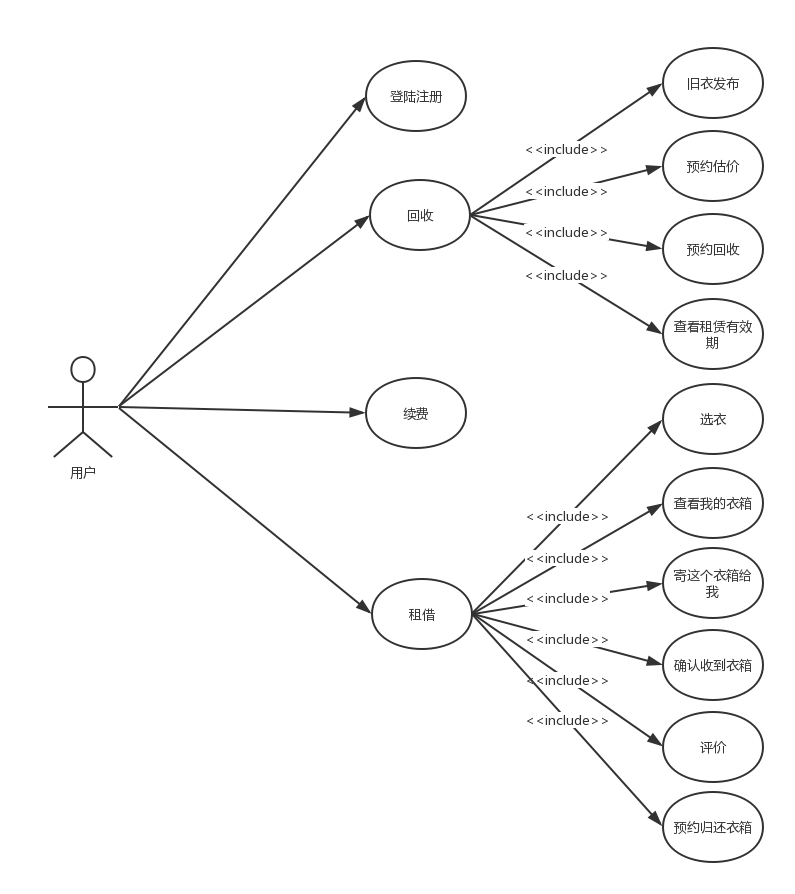 登陆注册
回收
续费
租借
用户
<<include>>
<<include>>
<<include>>
<<include>>
旧衣发布
预约估价
预约回收
查看租赁有效
期
<<include>>
<<include>>
<<include>>
<<include>>
<<include>>
<<include>>
选衣
查看我的衣箱
寄这个衣箱给
我
确认收到衣箱
评价
预约归还衣箱